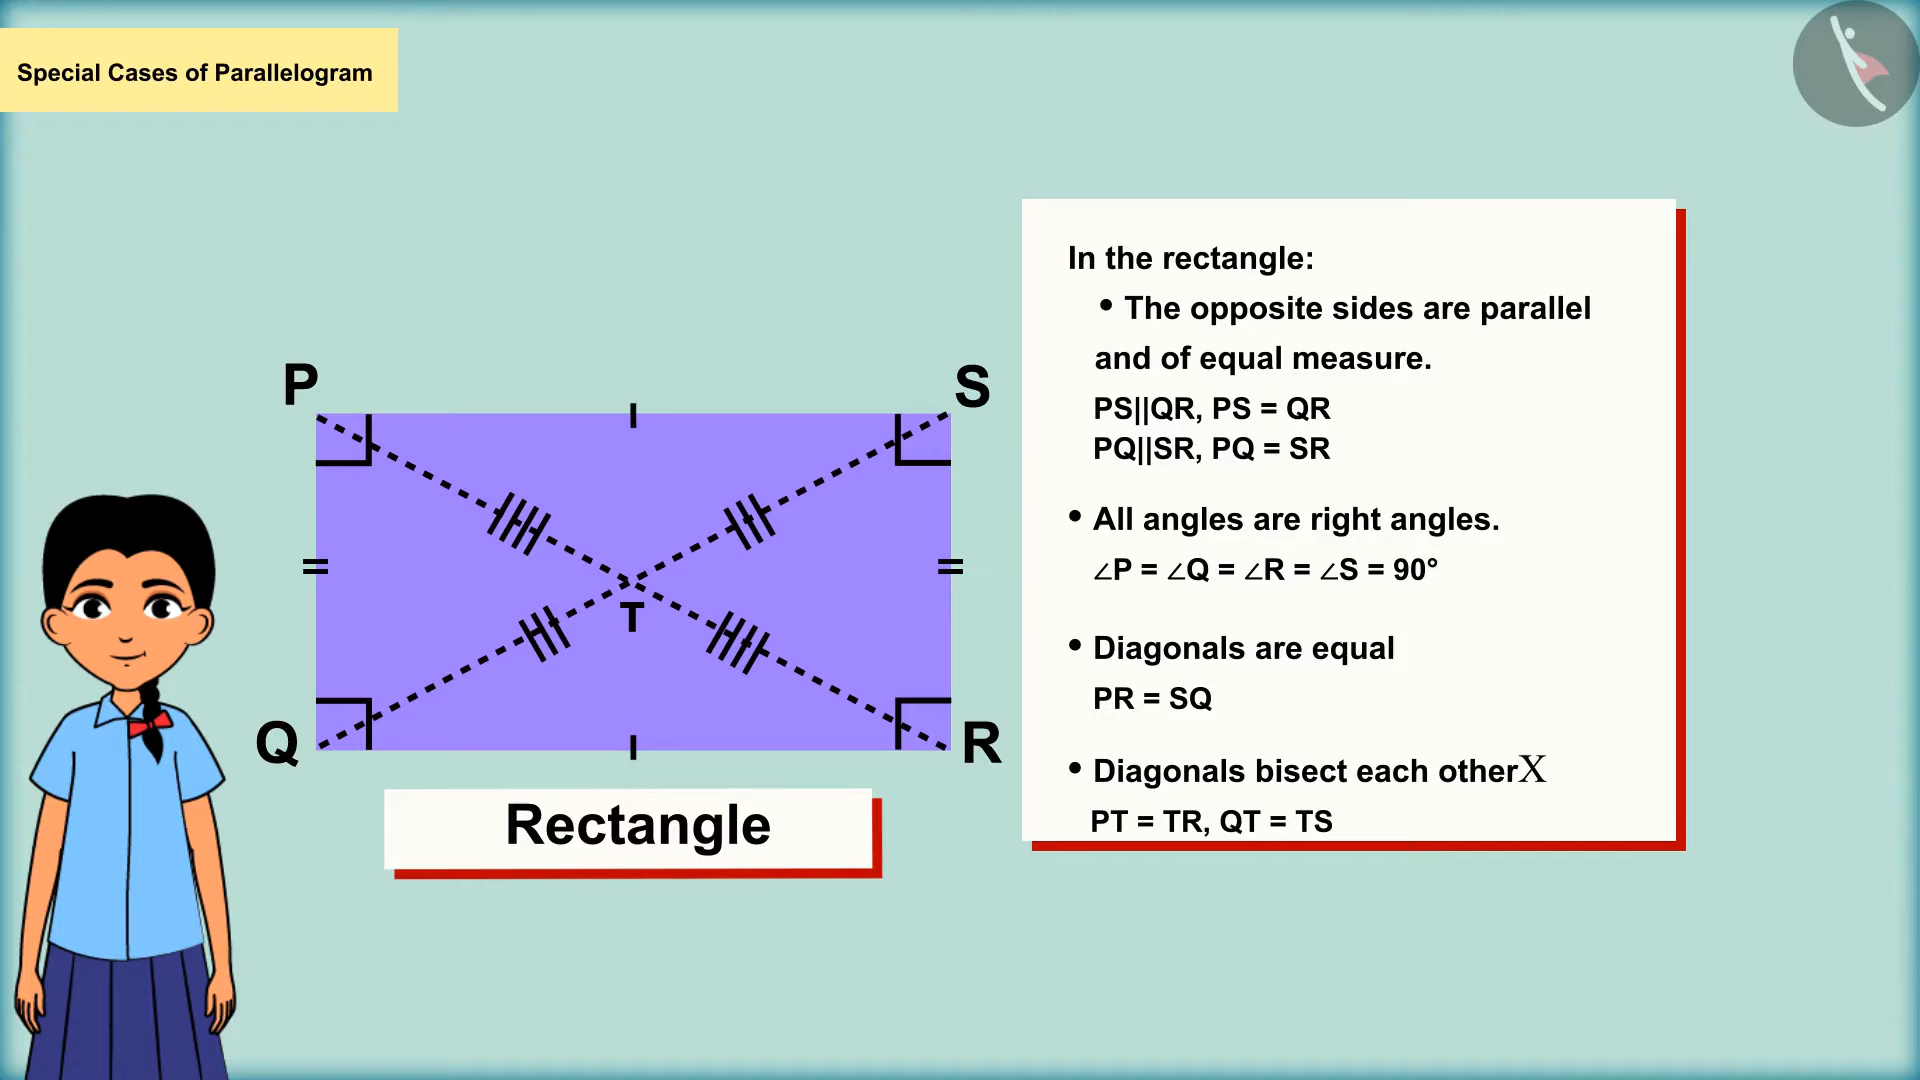 Special Cases of Parallelogram
P
S
T
Q
R
Rectangle
In the rectangle:
• The opposite sides are parallel
and of equal measure.
PS||QR, PS = QR
PQ||SR, PQ = SR
• All angles are right angles.
∠P = ∠Q = ∠R = ∠S = 90°
• Diagonals are equal
PR = SQ
• Diagonals bisect each otherX
PT = TR, QT = TS